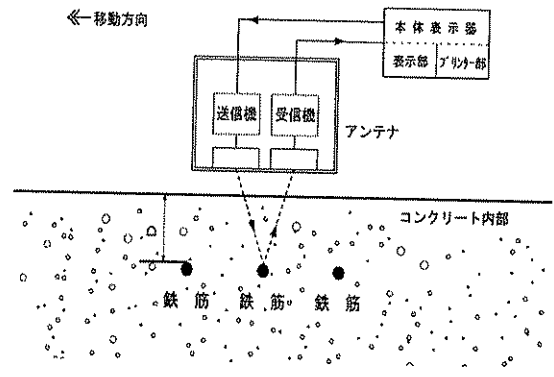 ≪ 移動方向
本体表示器
表示部 プリンター部
送信機 受信機
アンテナ
コンクリート内部
鉄筋 鉄筋 鉄筋